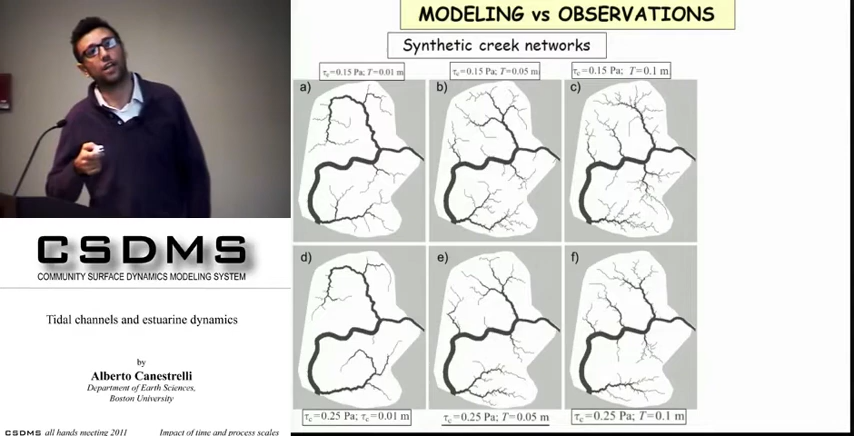 MODELING vs OBSERVATIONS
Synthetic creek networks
τc=0.15 Pa; T=0.01 m
τc=0.15 Pa; T=0.05 m
τc=0.15 Pa; T=0.1 m
a)
b)
c)
d)
e)
f)
τc=0.25 Pa; τc=0.01 m
τc=0.25 Pa; T=0.05 m
τc=0.25 Pa; T=0.1 m
CSDMS
COMMUNITY SURFACE DYNAMICS MODELING SYSTEM
Tidal channels and estuarine dynamics
by
Alberto Canestrelli
Department of Earth Sciences,
Boston University
CSDMS all hands meeting 2011
Impact of time and process scales